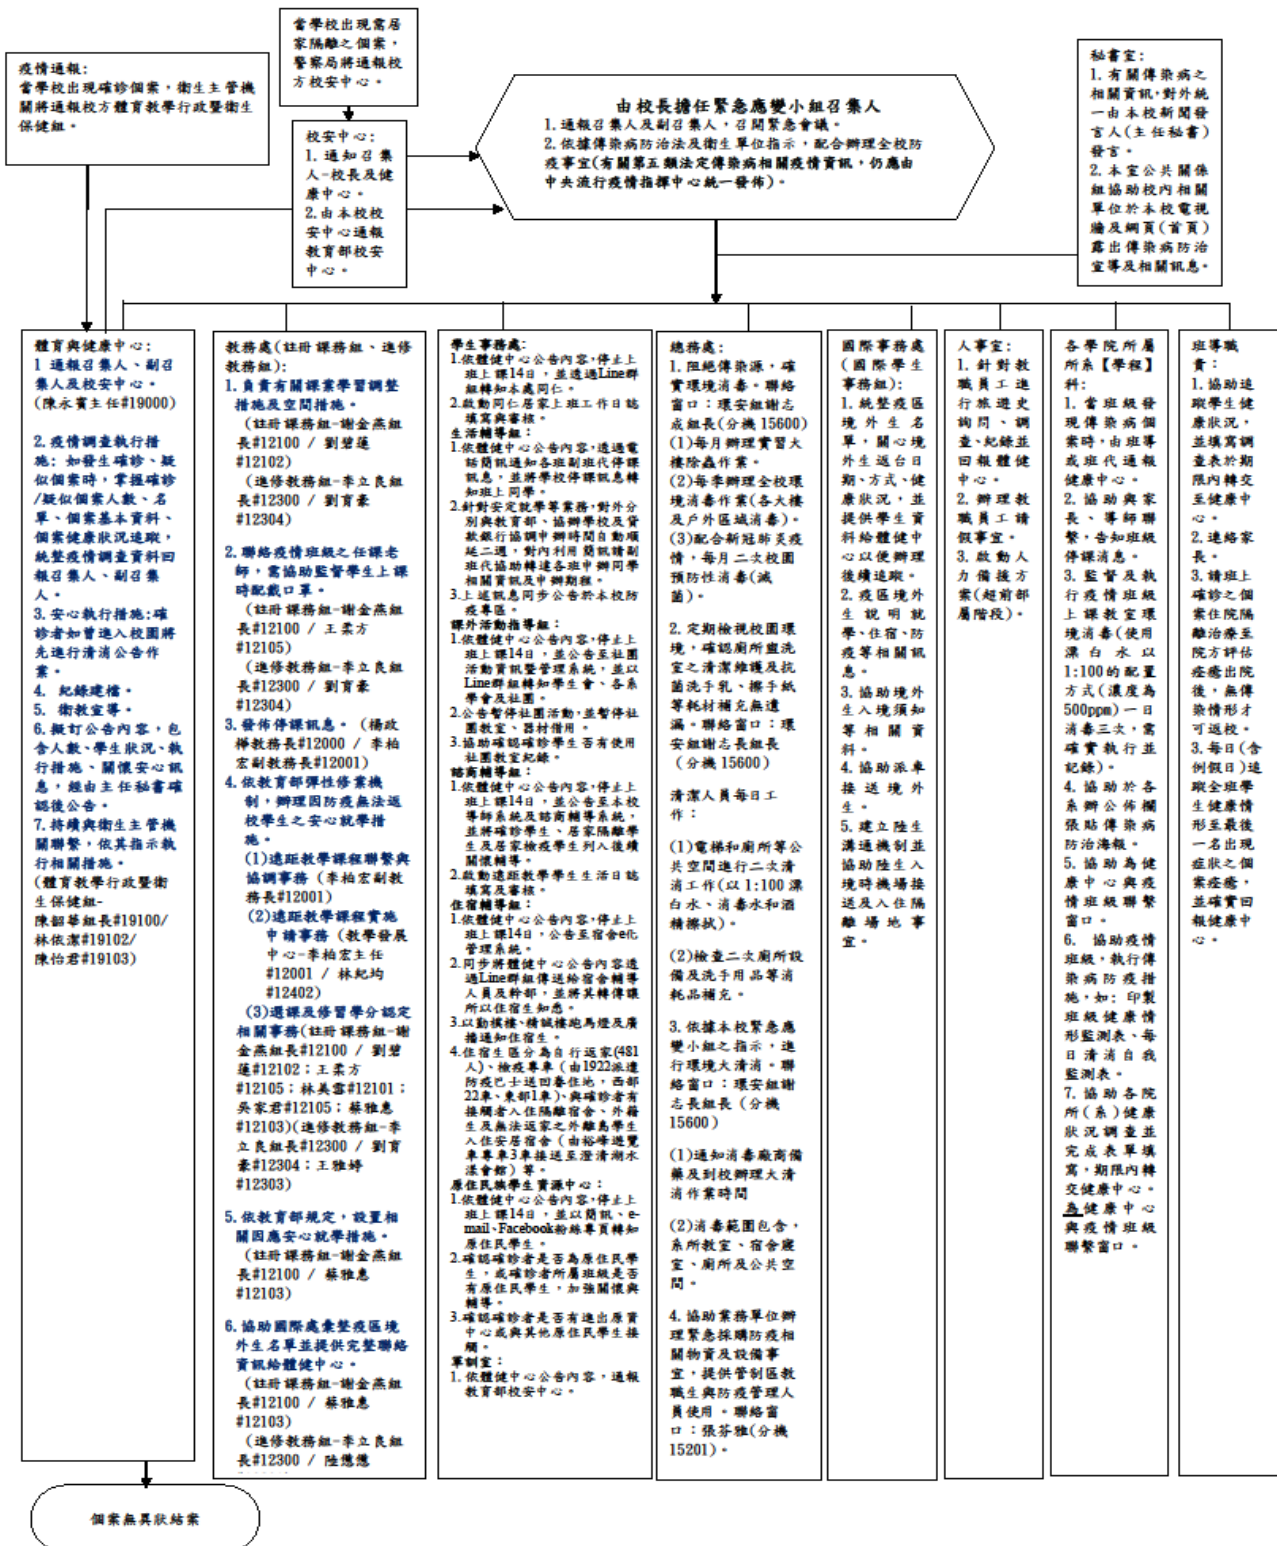 當學校出現需居
家隔離之個案，
警察局將通報校
方校安中心。
疫情通報:
當學校出現確診個案，衛生主管機
關將通報校方體育教學行政暨衛生
保健組。
校安中心:
1. 通知召集
人-校長及健
康中心。
2.由本校校
安中心通報
教育部校安
中心。
由校長擔任緊急應變小組召集人
1.通報召集人及副召集人，召開緊急會議。
2.依據傳染病防治法及衛生單位指示，配合辦理全校防
疫事宜(有關第五類法定傳染病相關疫情資訊，仍應由
中央流行疫情指揮中心統一發佈)。
秘書室:
1.有關傳染病之
相關資訊，對外統
一由本校新聞發
言人(主任秘書)
發言。
2.本室公共關係
組協助校內相關
單位於本校電視
牆及網頁(首頁)
露出傳染病防治
宣導及相關訊息。
體育與健康中心:
1 通報召集人、副召
集人及校安中心。
(陳永賓主任#19000)
2.疫情調查執行措
施: 如發生確診、疑
似個案時，掌握確診
/疑似個案人數、名
單、個案基本資料、
個案健康狀況追蹤，
統整疫情調查資料回
報召集人、副召集
人。
3.安心執行措施:確
診者如曾進入校園將
先進行清消公告作
業。
4. 紀錄建檔。
5. 衛教宣導。
6.擬訂公告內容，包
含人數、學生狀況、執
行措施、關懷安心訊
息，經由主任秘書確
認後公告。
7.持續與衛生主管機
關聯繫，依其指示執
行相關措施。
(體育教學行政暨衛
生保健組-
陳韶華組長#19100/
林依潔#19102/
陳怡君#19103)
教務處(註冊課務組、進修
教務組):
1.負責有關課業學習調整
措施及空間措施。
(註冊課務組-謝金燕組
長#12100 / 劉碧蓮
#12102)
(進修教務組-李立良組
長#12300 / 劉育豪
#12304)
2.聯絡疫情班級之任課老
師，需協助監督學生上課
時配戴口罩。
(註冊課務組-謝金燕組
長#12100 / 王柔方
#12105)
(進修教務組-李立良組
長#12300 / 劉育豪
#12304)
3.發佈停課訊息。 (楊政
樺教務長#12000 / 李柏
宏副教務長#12001)
4.依教育部彈性修業機
制，辦理因防疫無法返
校學生之安心就學措
施。
(1)遠距教學課程聯繫與
協調事務 (李柏宏副教
務長#12001)
(2)遠距教學課程實施
申請事務 (教學發展
中心-李柏宏主任
#12001 / 林紀均
#12402)
(3)選課及修習學分認定
相關事務(註冊課務組-謝
金燕組長#12100 / 劉碧
蓮#12102；王柔方
#12105；林美雲#12101；
吳家君#12105；蔡雅惠
#12103)(進修教務組-李
立良組長#12300 / 劉育
豪#12304；王雅婷
#12303)
5.依教育部規定，設置相
關因應安心就學措施。
(註冊課務組-謝金燕組
長#12100 / 蔡雅惠
#12103)
6.協助國際處彙整疫區境
外生名單並提供完整聯絡
資訊給體健中心。
(註冊課務組-謝金燕組
長#12100 / 蔡雅惠
#12103)
(進修教務組-李立良組
長#12300 / 陸億億
學生事務處:
1.依體健中心公告內容，停止上
班上課14日，並透過Line群
組轉知本處同仁。
2.啟動同仁居家上班工作日誌
填寫與審核。
生活輔導組:
1.依體健中心公告內容，透過電
話簡訊通知各班副班代停課
訊息，並將學校停課訊息轉
知班上同學。
2.針對安定就學等業務，對外分
別與教育部、協辦學校及貸
款銀行協調申辦時間自動順
延二週，對內利用簡訊請副
班代協助轉達各班申辦同學
相關資訊及申辦期程。
3.上述訊息同步公告於本校防
疫專區。
課外活動指導組:
1.依體健中心公告內容，停止上
班上課14日，並公告至社團
活動資訊暨管理系統，並以
Line群組轉知學生會、各系
學會及社團。
2.公告暫停社團活動，並暫停社
團教室、器材借用。
3.協助確認確診學生否有使用
社團教室紀錄。
諮商輔導組:
1.依體健中心公告內容，停止上
班上課14日，並公告至本校
導師系統及諮商輔導系統，
並將確診學生、居家隔離學
生及居家檢疫學生列入後續
關懷輔導。
2.啟動遠距教學學生生活日誌
填寫及審核。
住宿輔導組:
1.依體健中心公告內容，停止上
班上課14日，公告至宿舍e化
管理系統。
2.同步將體健中心公告內容透
過Line群組傳送給宿舍輔導
人員及幹部，並將其轉傳讓
所以住宿生知悉。
3.以勤樸樓、精誠樓跑馬燈及廣
播通知住宿生。
4.住宿生區分為自行返家(481
人)、檢疫專車（由1922派遣
防疫巴士送回番住地，西部
22車、東部1車)、與確診者有
接觸者入住隔離宿舍、外籍
生及無法返家之外離島學生
入住安居宿舍（由裕峰遊覽
車專車3車接送至澄清湖水
漾會館）等。
原住民族學生資源中心:
1.依體健中心公告內容，停止上
班上課14日，並以簡訊、e-
mail、Facebook粉絲專頁轉知
原住民學生。
2.確認確診者是否為原住民學
生，或確診者所屬班級是否
有原住民學生，加強關懷與
輔導。
3.確認確診者是否有進出原資
中心或與其他原住民學生接
觸。
軍訓室:
1.依體健中心公告內容，通報
教育部校安中心。
總務處:
1.阻絕傳染源，確
實環境消毒。聯絡
窗口：環安組謝志
成組長(分機 15600)
(1)每月辦理實習大
樓除蟲作業。
(2)每季辦理全校環
境消毒作業(各大樓
及戶外區域消毒)。
(3)配合新冠肺炎疫
情，每月二次校園
預防性消毒(滅
菌)。
2.定期檢視校園環
境，確認廁所盥洗
室之清潔維護及抗
菌洗手乳、擦手紙
等耗材補充無遺
漏。聯絡窗口：環
安組謝志長組長
(分機 15600)
清潔人員每日工
作：
(1)電梯和廁所等公
共空間進行二次清
消工作(以 1:100 漂
白水、消毒水和酒
精擦拭)。
(2)檢查二次廁所設
備及洗手用品等消
耗品補充。
3.依據本校緊急應
變小組之指示，進
行環境大清消。聯
絡窗口：環安組謝
志長組長（分機
15600)
(1)通知消毒廠商備
藥及到校辦理大清
消作業時間
(2)消毒範圍包含，
系所教室、宿舍寢
室、廁所及公共空
間。
4.協助業務單位辦
理緊急採購防疫相
關物資及設備事
宜，提供管制區教
職生與防疫管理人
員使用。聯絡窗
口：張芬雅(分機
15201)。
國際事務處
(國際學生
事務組):
1.統整疫區
境外生名
單，關心境
外生返台日
期、方式、健
康狀況，並
提供學生資
料給體健中
心以便辦理
後續追蹤。
2.疫區境外
生說明就
學、住宿、防
疫等相關訊
息。
3.協助境外
生入境須知
等相關資
料。
4.協助派車
接送境外
生。
5.建立陸生
溝通機制並
協助陸生入
境時機場接
送及入住隔
離場地事
宜。
人事室:
1. 針對教
職員工進
行旅遊史
詢問、調
查、紀錄並
回報體健
中心。
2.辦理教
職員工請
假事宜。
3.啟動人
力備援方
案(超前部
屬階段)。
各學院所屬
所系【學程】
科:
1.當班級發
現傳染病個
案時，由班導
或班代通報
健康中心。
2.協助與家
長、導師聯
繫，告知班級
停課消息。
3.監督及執
行疫情班級
上課教室環
境消毒(使用
漂白水以
1:100的配置
方式(濃度為
500ppm)一日
消毒三次，需
確實執行並
記錄)。
4.協助於各
系辦公佈欄
張貼傳染病
防治海報。
5.協助為健
康中心與疫
情班級聯繫
窗口。
6. 協助疫情
班級，執行傳
染病防疫措
施，如：印製
班級健康情
形監測表、每
日清消自我
監測表。
7.協助各院
所(系)健康
狀況調查並
完成表單填
寫，期限內轉
交健康中心。
為健康中心
與疫情班級
聯繫窗口。
班導職
責：
1.協助追
蹤學生健
康狀況，
並填寫調
查表於期
限內轉交
至健康中
心。
2.連絡家
長。
3.請班上
確診之個
案住院隔
離治療至
院方評估
痊癒出院
後，無傳
染情形才
可返校。
3.每日(含
例假日)追
蹤全班學
生健康情
形至最後
一名出現
症狀之個
案痊癒，
並確實回
報健康中
心。
個案無異狀結案